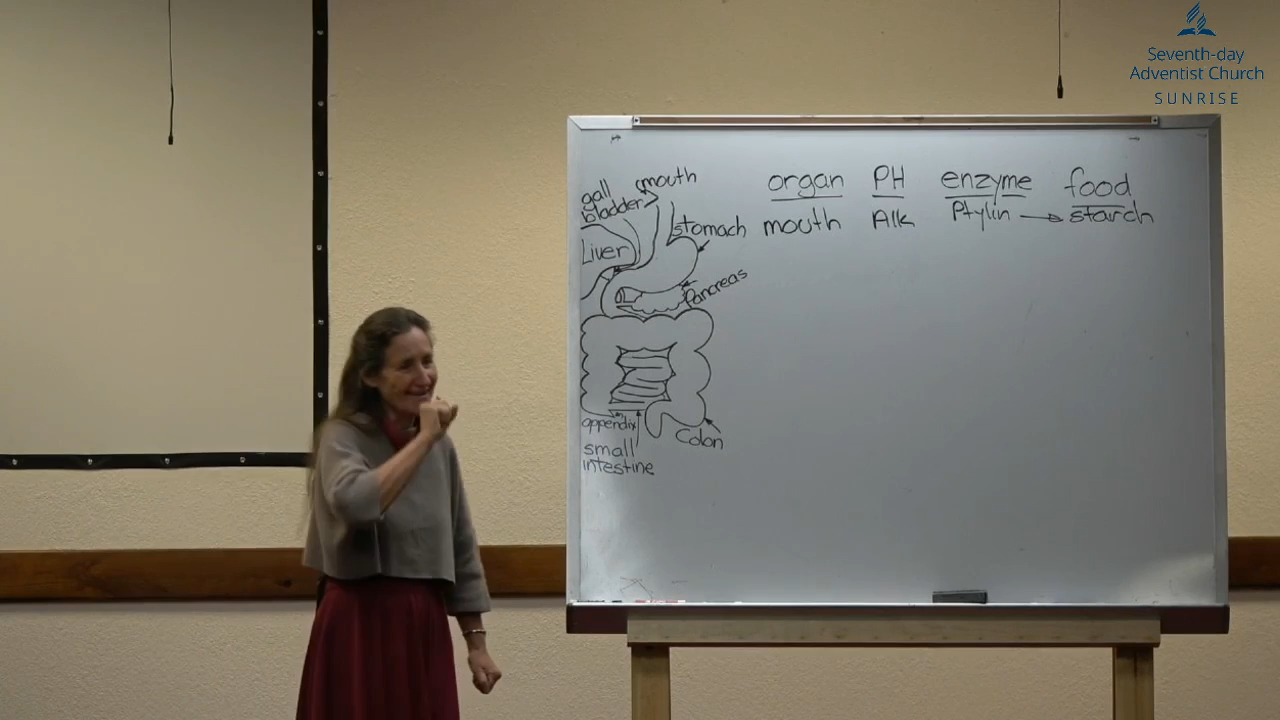 Seventh-day
Adventist Church
SUNRISE
organ PH enzyme food
mouth Alk Ptylin → starch
mouth
gall
bladder
stomach
Liver
Pancreas
appendix
Colon
small
intestine